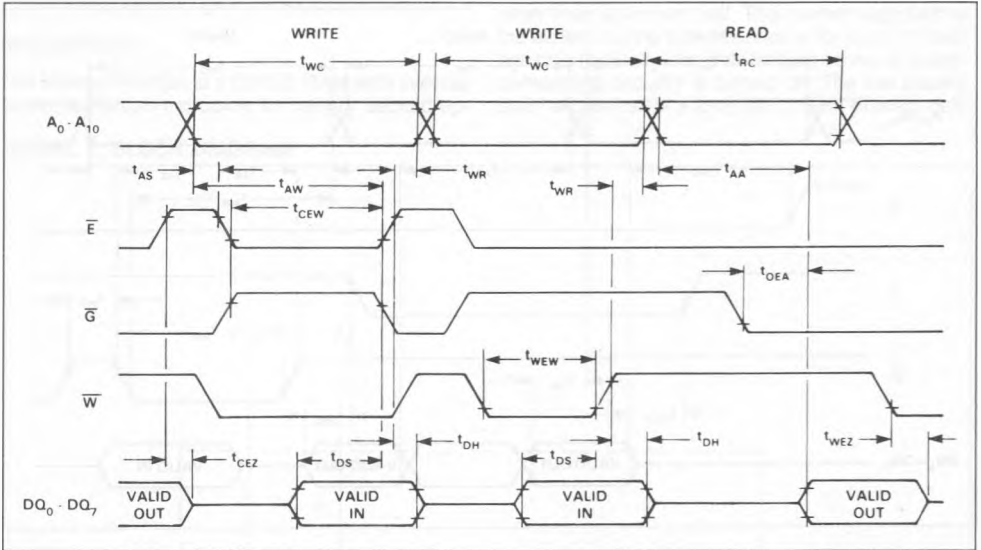 WRITE WRITE READ
tWC tWC tRC
A0 - A10
tAS tWR tAA
tAW tWR
tCEW
E
tOEA
G
tWEW
W
tDH tDH tWEZ
tCEZ tDS tDS
DQ0 - DQ7 VALID OUT VALID IN VALID IN VALID OUT